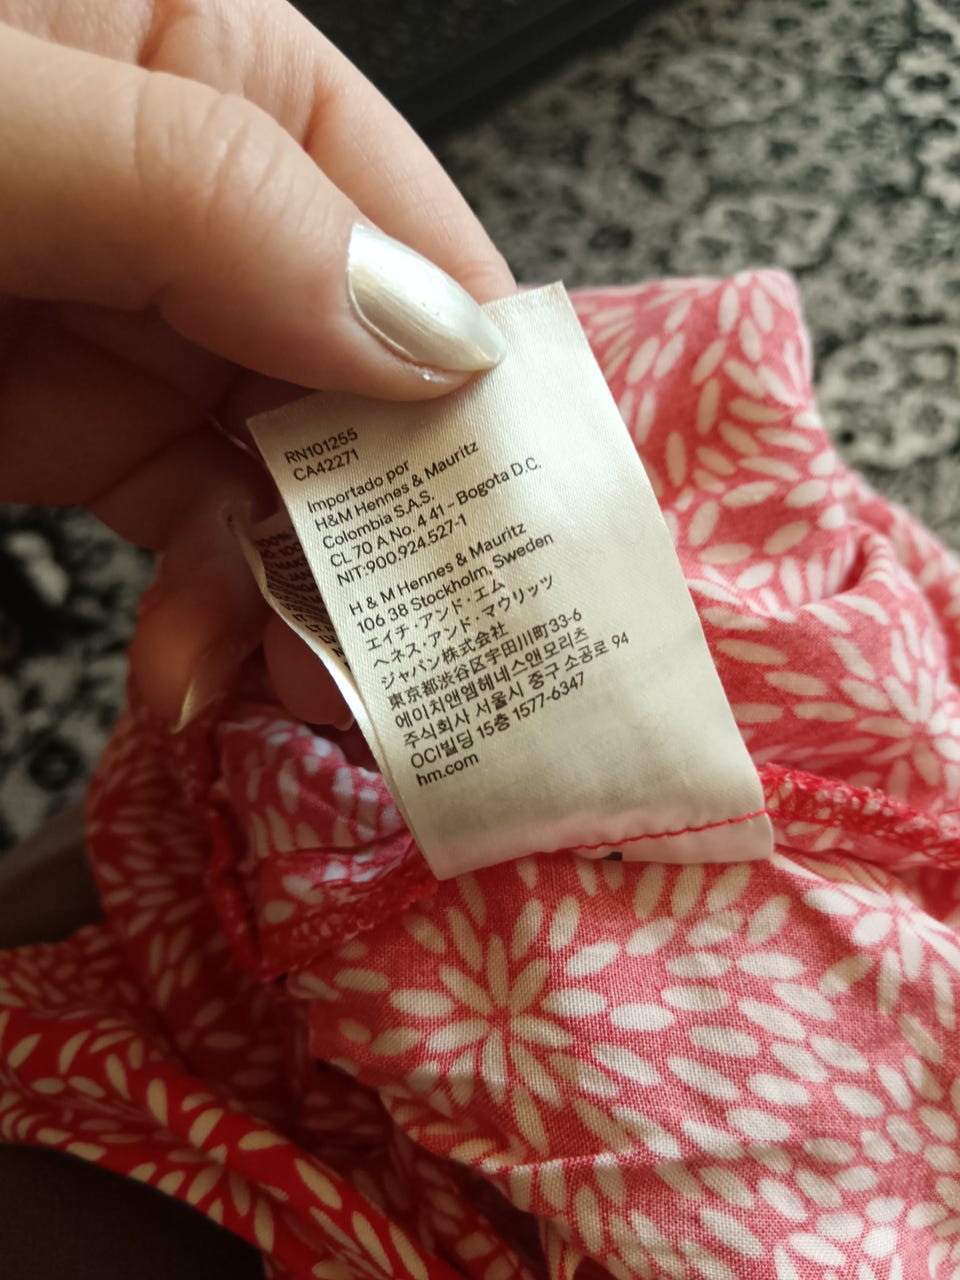 RN101255
CA42271
Importado por
H&M Hennes & Mauritz
Colombia S.A.S.
CL 70 A No. 4 41 - Bogota D.C.
NIT:900.924.527-1
H & M Hennes & Mauritz
106 38 Stockholm, Sweden
エイチ・アンド・エム
ヘネス・アンド・マウリッツ
ジャパン株式会社
東京都渋谷区宇田川町33-6
에이치앤엠헤네스앤모리츠
주식회사 서울시 중구 소공로 94
OCI빌딩 15층 1577-6347
hm.com
100%